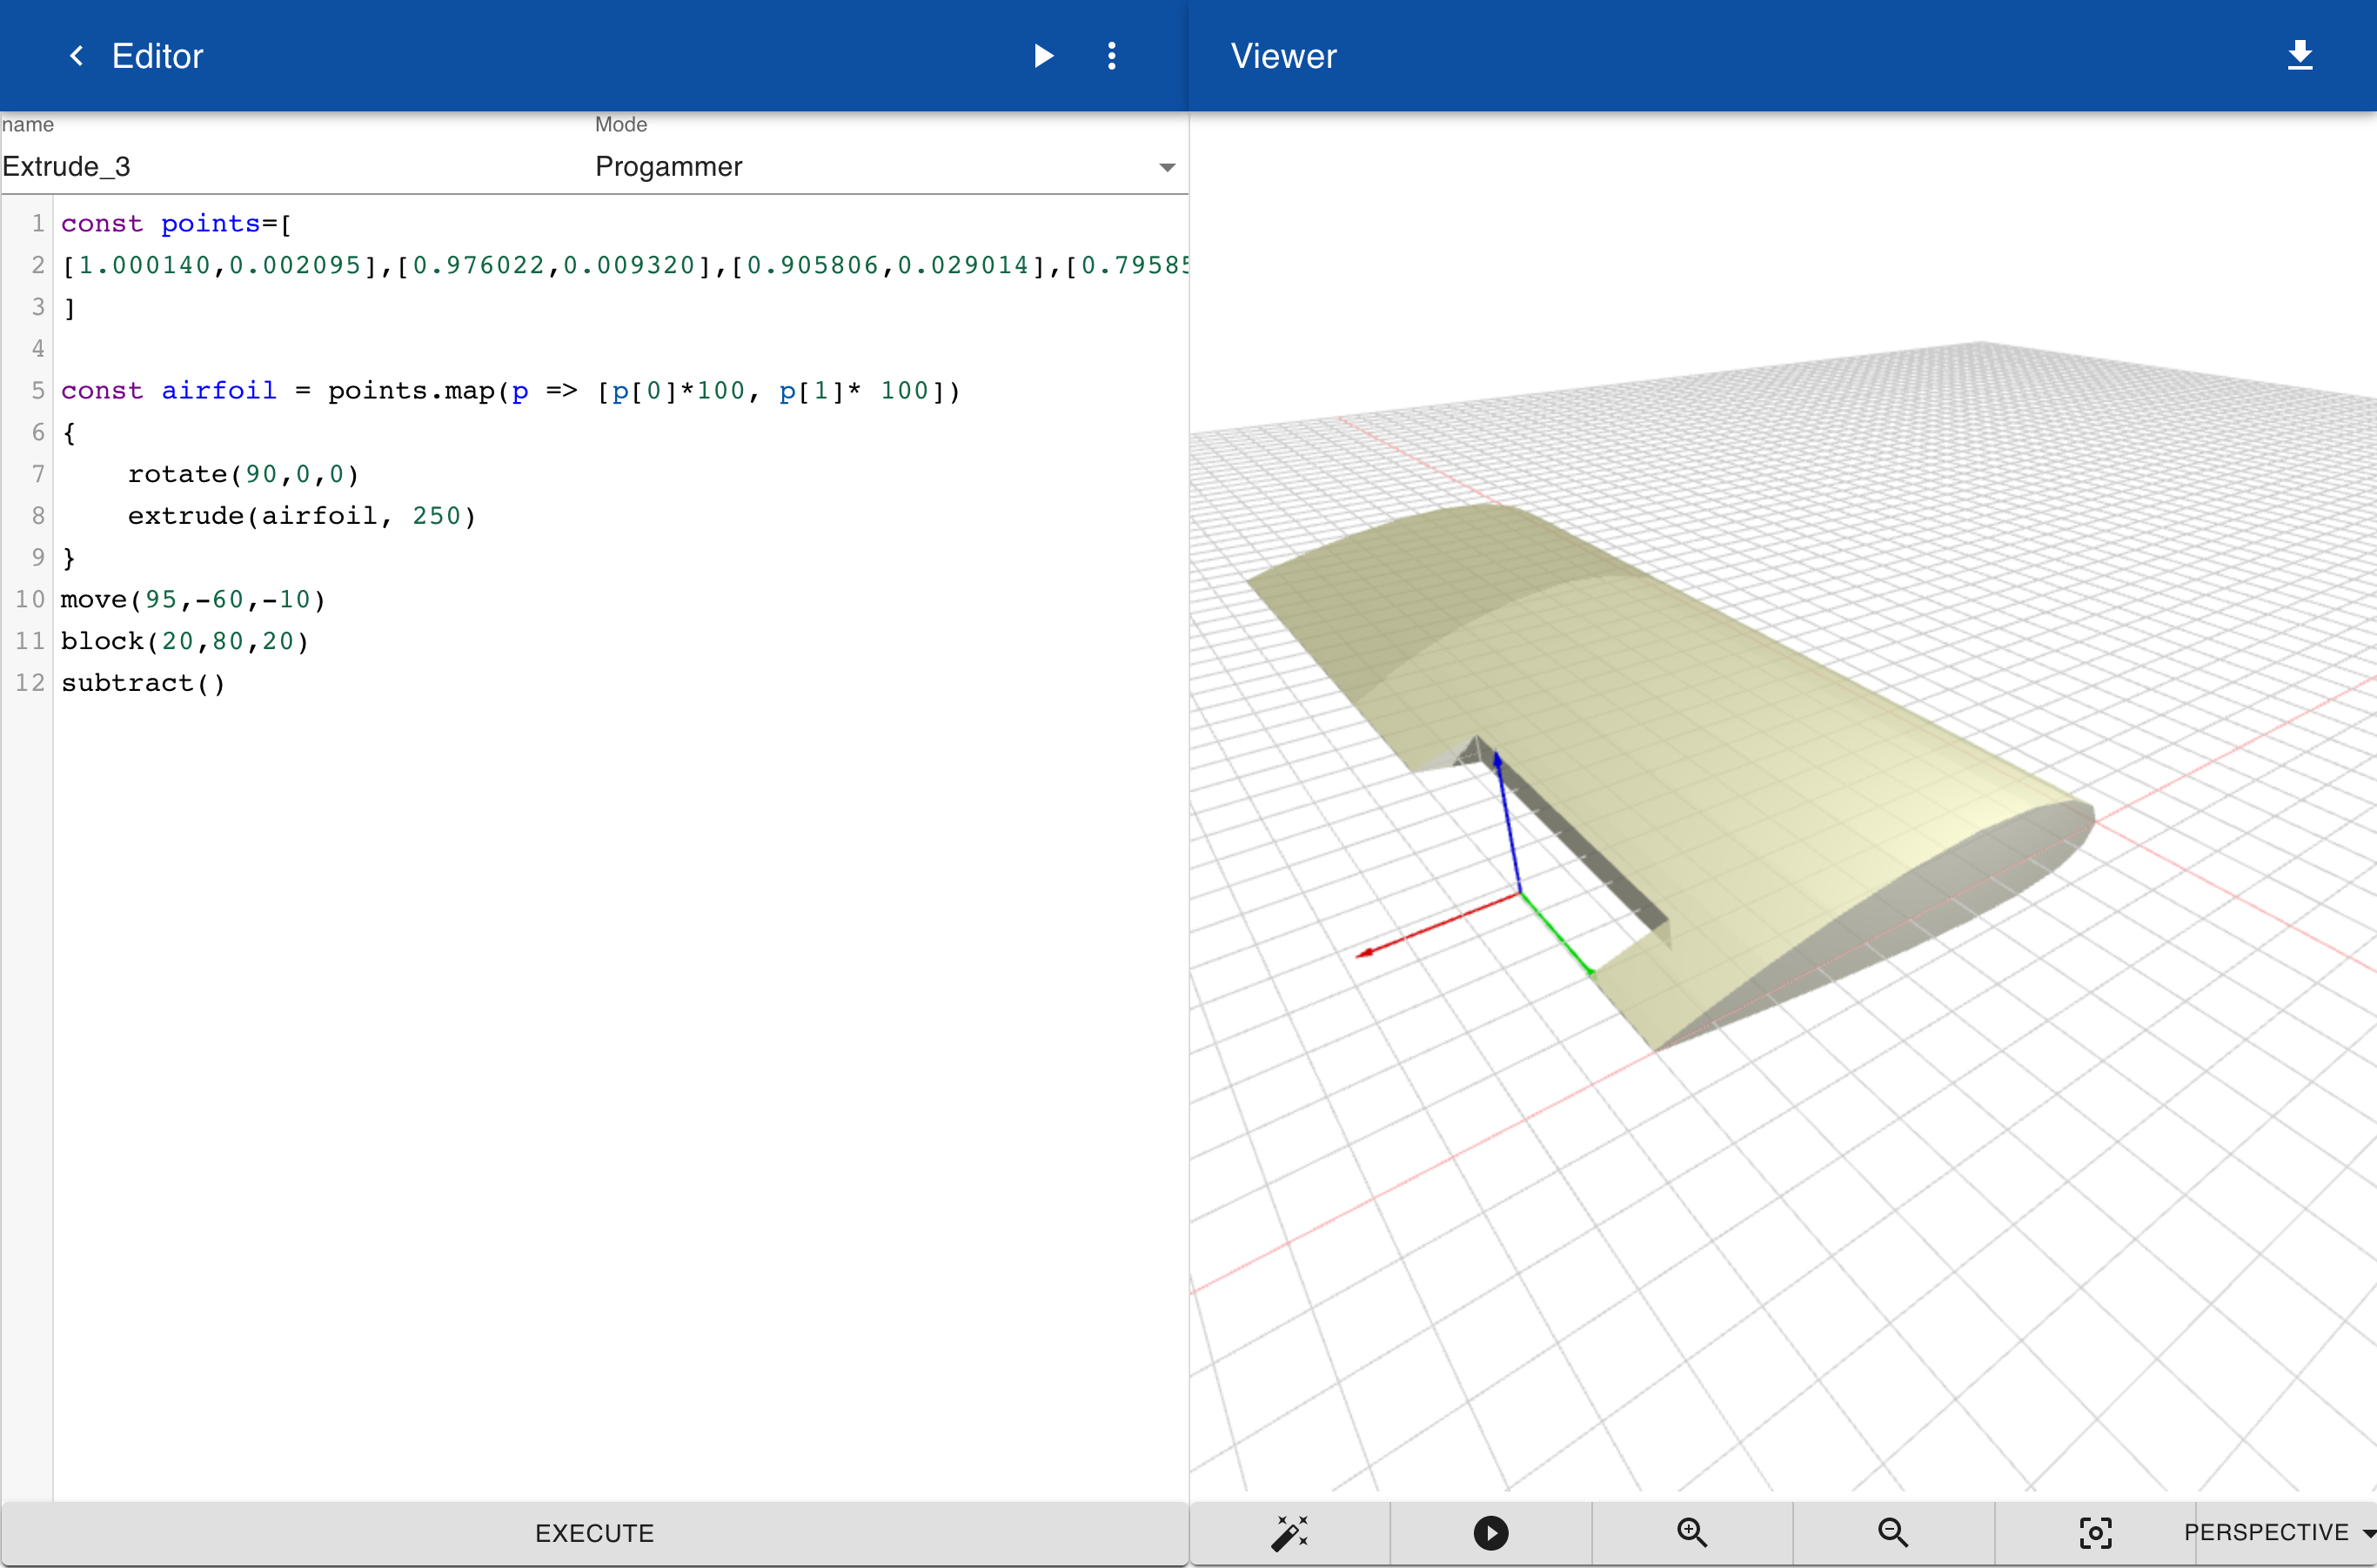 Editor
Viewer
name
Mode
Extrude_3
Progammer
1 const points=[
2 [1.000140,0.002095],[0.976022,0.009320],[0.905806,0.029014],[0.79585
3 ]
4
5 const airfoil = points.map(p => [p[0]*100, p[1]* 100])
6 {
7 rotate(90,0,0)
8 extrude(airfoil, 250)
9 }
10 move(95,-60,-10)
11 block(20,80,20)
12 subtract()
EXECUTE
PERSPECTIVE